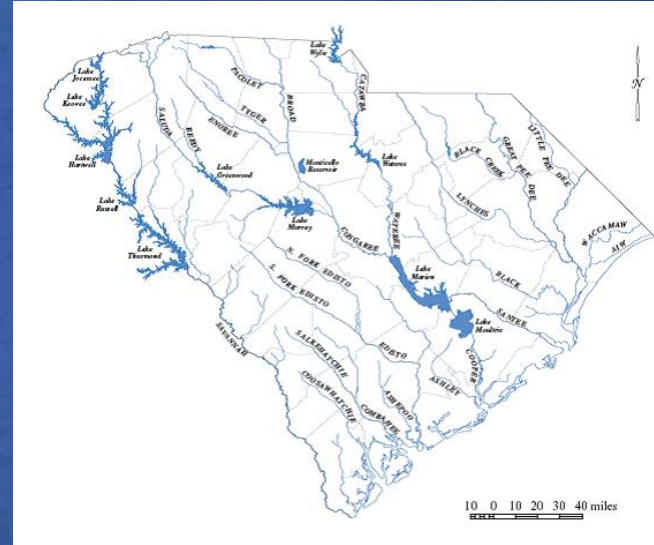 Lake
Jocassee
Lake
Keowee
Lake
Hartwell
Lake
Russell
Lake
Thurmond
SALUDA
REEDY
ENOREE
TYGER
PACOLET
BROAD
Lake
Wylie
CATAWBA
Lake
Greenwood
Monticello
Reservoir
Lake
Wateree
Lake
Murray
CONGAREE
WATEREE
BLACK
CREEK
GREAT PEE DEE
LITTLE PEE DEE
LYNCHES
WACCAMAW
AIW
N. FORK EDISTO
S. FORK EDISTO
Lake
Marion
BLACK
SANTEE
Lake
Moultrie
SAVANNAH
SALKEHATCHIE
COOSAWHATCHIE
EDISTO
COMBAHEE
ASHEPOO
ASHLEY
COOPER
N
10 0 10 20 30 40 miles